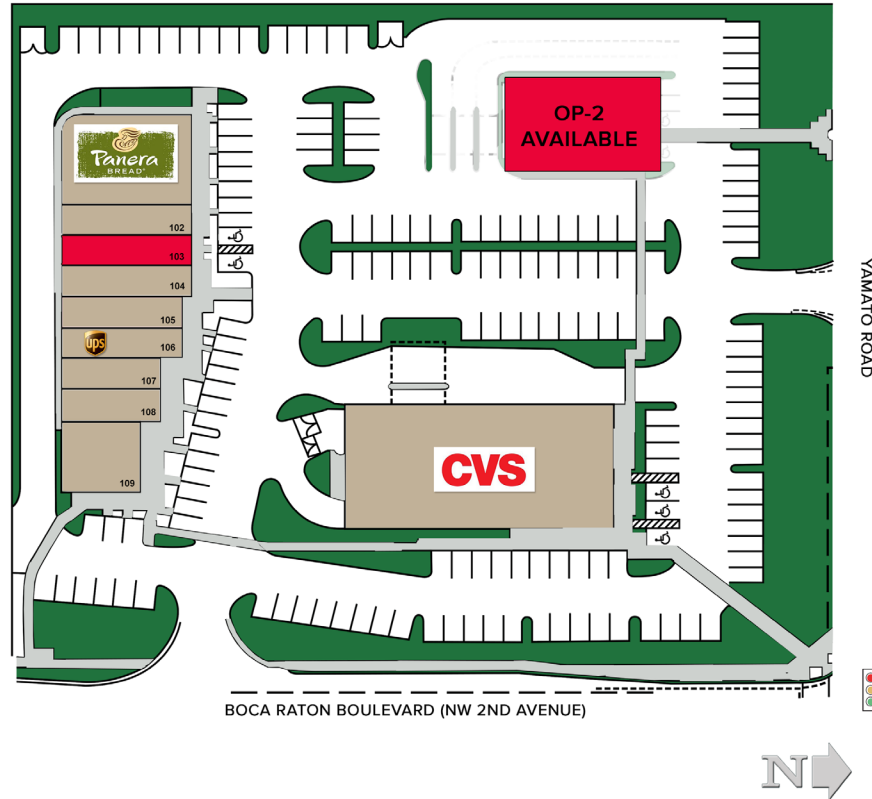 OP-2
AVAILABLE
Panera
BREAD®
102
103
104
105
ups
106
107
108
109
CVS
YAMATO ROAD
BOCA RATON BOULEVARD (NW 2ND AVENUE)
N